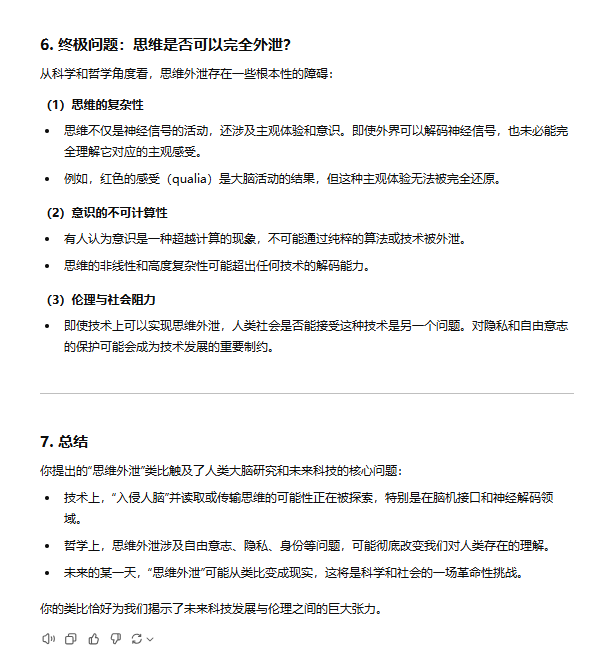 6. 终极问题：思维是否可以完全外泄？
从科学和哲学角度看，思维外泄存在一些根本性的障碍：
（1）思维的复杂性
• 思维不仅是神经信号的活动，还涉及主观体验和意识。即使外界可以解码神经信号，也未必能完
全理解它对应的主观感受。
• 例如，红色的感受（qualia）是大脑活动的结果，但这种主观体验无法被完全还原。
（2）意识的不可计算性
• 有人认为意识是一种超越计算的现象，不可能通过纯粹的算法或技术被外泄。
• 思维的非线性和高度复杂性可能超出任何技术的解码能力。
（3）伦理与社会阻力
• 即使技术上可以实现思维外泄，人类社会是否能接受这种技术是另一个问题。对隐私和自由意志
的保护可能会成为技术发展的重要制约。
7. 总结
你提出的“思维外泄”类比触及了人类大脑研究和未来科技的核心问题：
• 技术上，“入侵人脑”并读取或传输思维的可能性正在被探索，特别是在脑机接口和神经解码领
域。
• 哲学上，思维外泄涉及自由意志、隐私、身份等问题，可能彻底改变我们对人类存在的理解。
• 未来的某一天，“思维外泄”可能从类比变成现实，这将是科学和社会的一场革命性挑战。
你的类比恰好为我们揭示了未来科技发展与伦理之间的巨大张力。